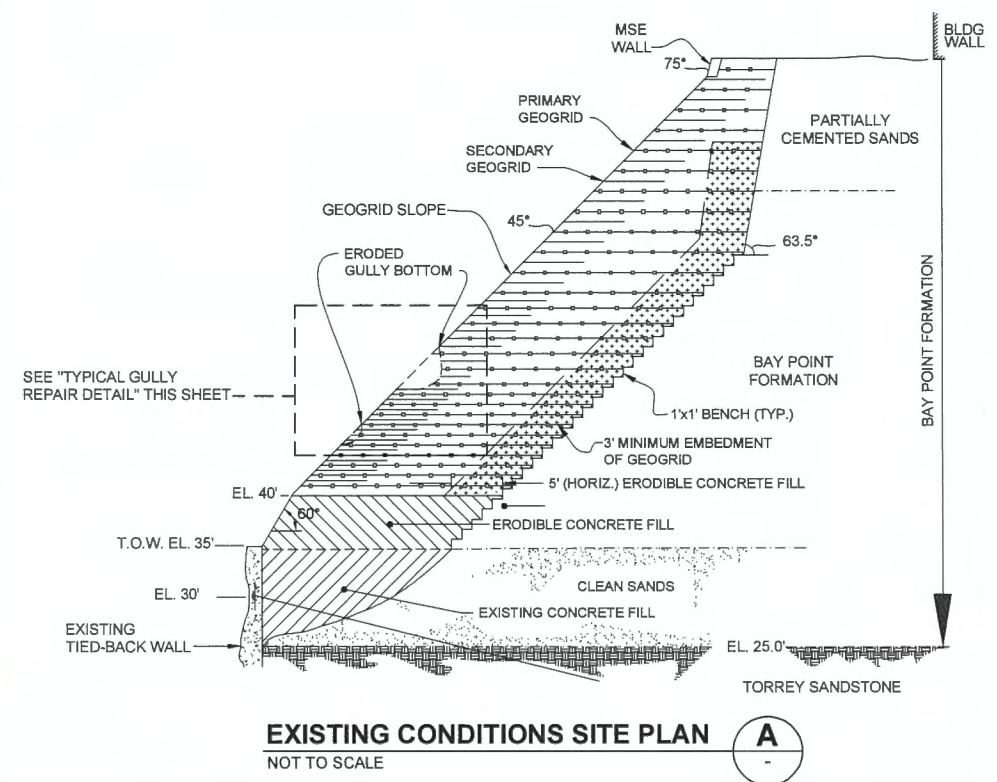 MSE
WALL
BLDG
WALL
75°
PRIMARY
GEOGRID
PARTIALLY
CEMENTED SANDS
SECONDARY
GEOGRID
GEOGRID SLOPE
45°
63.5°
ERODED
GULLY BOTTOM
BAY POINT FORMATION
SEE "TYPICAL GULLY
REPAIR DETAIL" THIS SHEET
BAY POINT
FORMATION
1'x1' BENCH (TYP.)
3' MINIMUM EMBEDMENT
OF GEOGRID
5' (HORIZ.) ERODIBLE CONCRETE FILL
EL. 40'
60°
ERODIBLE CONCRETE FILL
T.O.W. EL. 35'
CLEAN SANDS
EL. 30'
EXISTING CONCRETE FILL
EXISTING
TIED-BACK WALL
EL. 25.0'
TORREY SANDSTONE
EXISTING CONDITIONS SITE PLAN
A
-
NOT TO SCALE